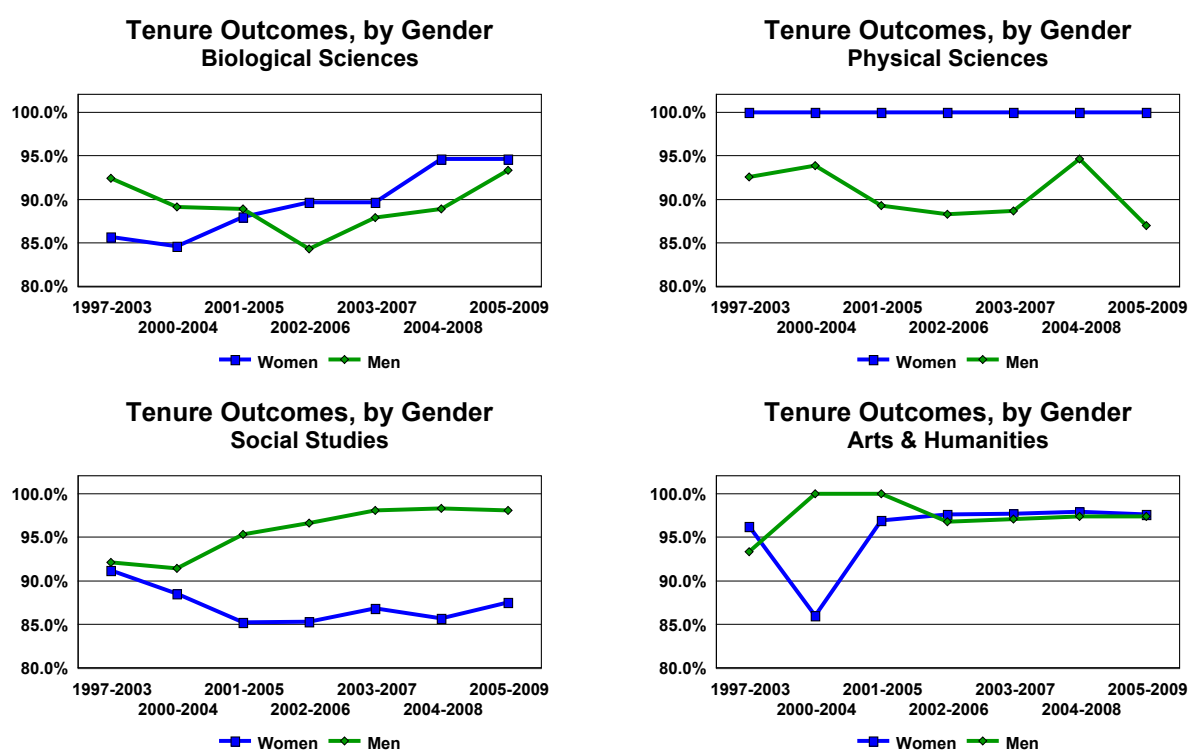 Tenure Outcomes, by Gender
Biological Sciences
100.0%
95.0%
90.0%
85.0%
80.0%
1997-2003 2001-2005 2003-2007 2005-2009
2000-2004 2002-2006 2004-2008
Women Men
Tenure Outcomes, by Gender
Physical Sciences
100.0%
95.0%
90.0%
85.0%
80.0%
1997-2003 2001-2005 2003-2007 2005-2009
2000-2004 2002-2006 2004-2008
Women Men
Tenure Outcomes, by Gender
Social Studies
100.0%
95.0%
90.0%
85.0%
80.0%
1997-2003 2001-2005 2003-2007 2005-2009
2000-2004 2002-2006 2004-2008
Women Men
Tenure Outcomes, by Gender
Arts & Humanities
100.0%
95.0%
90.0%
85.0%
80.0%
1997-2003 2001-2005 2003-2007 2005-2009
2000-2004 2002-2006 2004-2008
Women Men